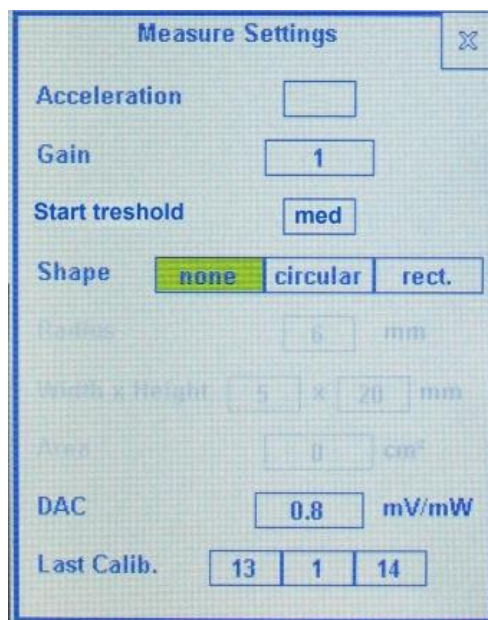 Measure Settings X
Acceleration
Gain 1
Start treshold med
Shape none circular rect.
Radius 6 mm
Width x Height 5 x 20 mm
Area 0 cm²
DAC 0.8 mV/mW
Last Calib. 13 1 14